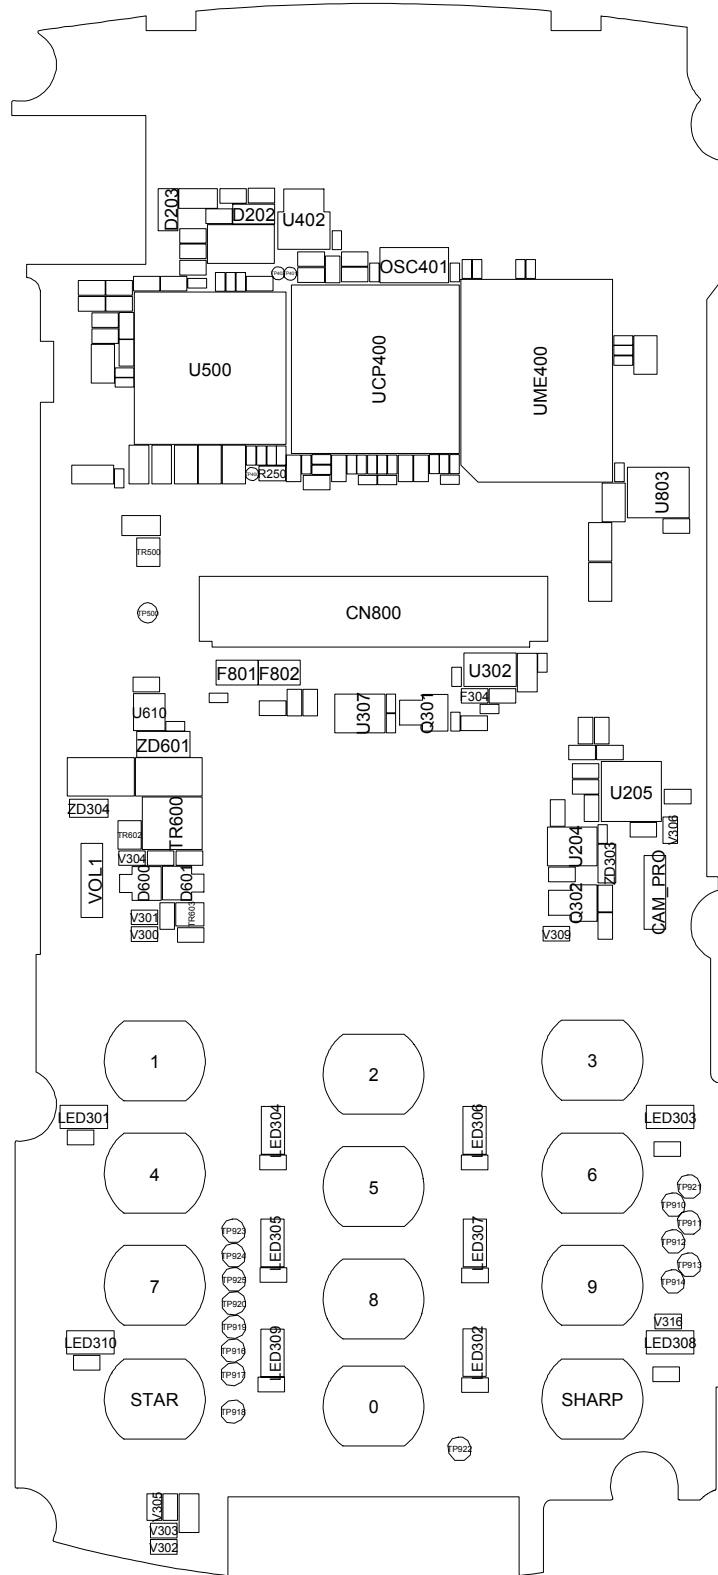 D203
D202
U402
OSC401
U500
UCP400
UME400
R250
U803
TR500
TP500
CN800
F801
F802
U302
F304
U307
Q301
U610
ZD601
ZD304
TR600
TR602
V304
VOL1
D600
D601
V301
TR603
V300
U205
V306
U204
ZD303
CAM_PRO
Q302
V309
1
2
3
LED301
LED304
LED306
LED303
4
5
6
TP921
TP910
TP911
TP912
TP913
TP914
TP923
TP924
TP925
TP920
TP919
TP916
TP917
TP918
LED305
LED307
7
8
9
V316
LED310
LED309
LED302
LED308
STAR
0
SHARP
TP922
V305
V303
V302